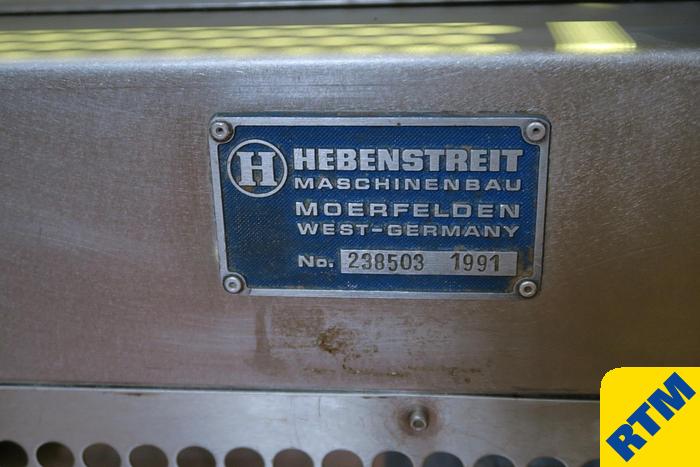 H HEBENSTREIT
MASCHINENBAU
MOERFELDEN
WEST-GERMANY
No. 238503 1991
RTM